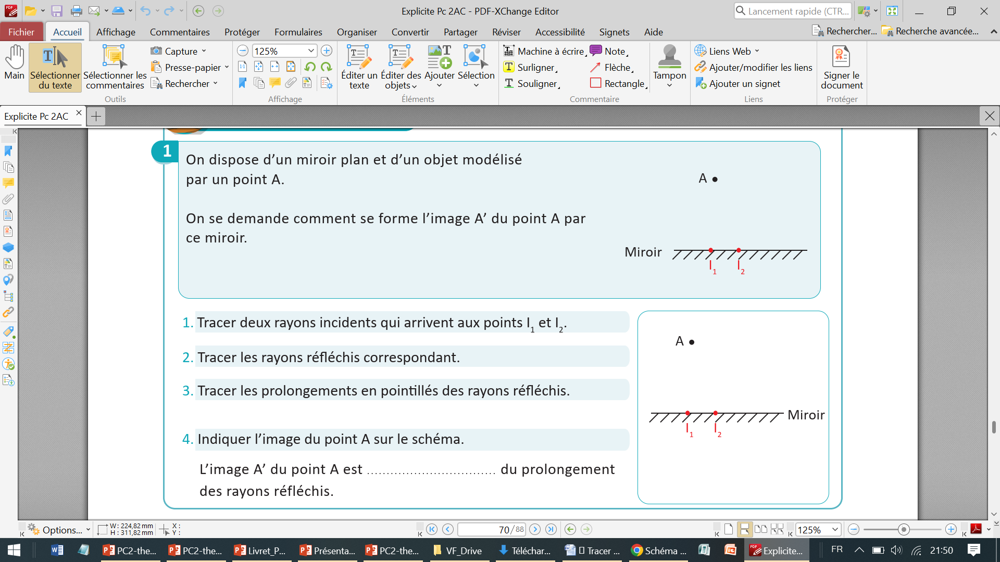 Explicite Pc 2AC - PDF-XChange Editor
Lancement rapide (CTR...
Fichier Accueil Affichage Commentaires Protéger Formulaires Organiser Convertir Partager Réviser Accessibilité Signets Aide Rechercher... Recherche avancée...
Main
Sélectionner du texte
Sélectionner les commentaires
Capture
Presse-papier
Rechercher
Outils
125%
Affichage
Éditer un texte
Éditer des objets
Ajouter
Sélection
Éléments
Machine à écrire
Surligner
Souligner
Note
Flèche
Rectangle
Commentaire
Tampon
Liens Web
Ajouter/modifier les liens
Ajouter un signet
Liens
Signer le document
Protéger
Explicite Pc 2AC
1
On dispose d’un miroir plan et d’un objet modélisé
par un point A.
On se demande comment se forme l’image A’ du point A par
ce miroir.
A
Miroir
I1 I2
1. Tracer deux rayons incidents qui arrivent aux points I1 et I2.
2. Tracer les rayons réfléchis correspondant.
3. Tracer les prolongements en pointillés des rayons réfléchis.
4. Indiquer l’image du point A sur le schéma.
L’image A’ du point A est ................................. du prolongement
des rayons réfléchis.
A
Miroir
I1 I2
Options...
W : 224,82 mm
H : 311,82 mm
X :
Y :
70 / 88
125%
PC2-the... PC2-the... Livret_P... Présenta... PC2-the... VF_Drive Téléchar... Tracer ... Schéma ... Explicite... FR 21:50